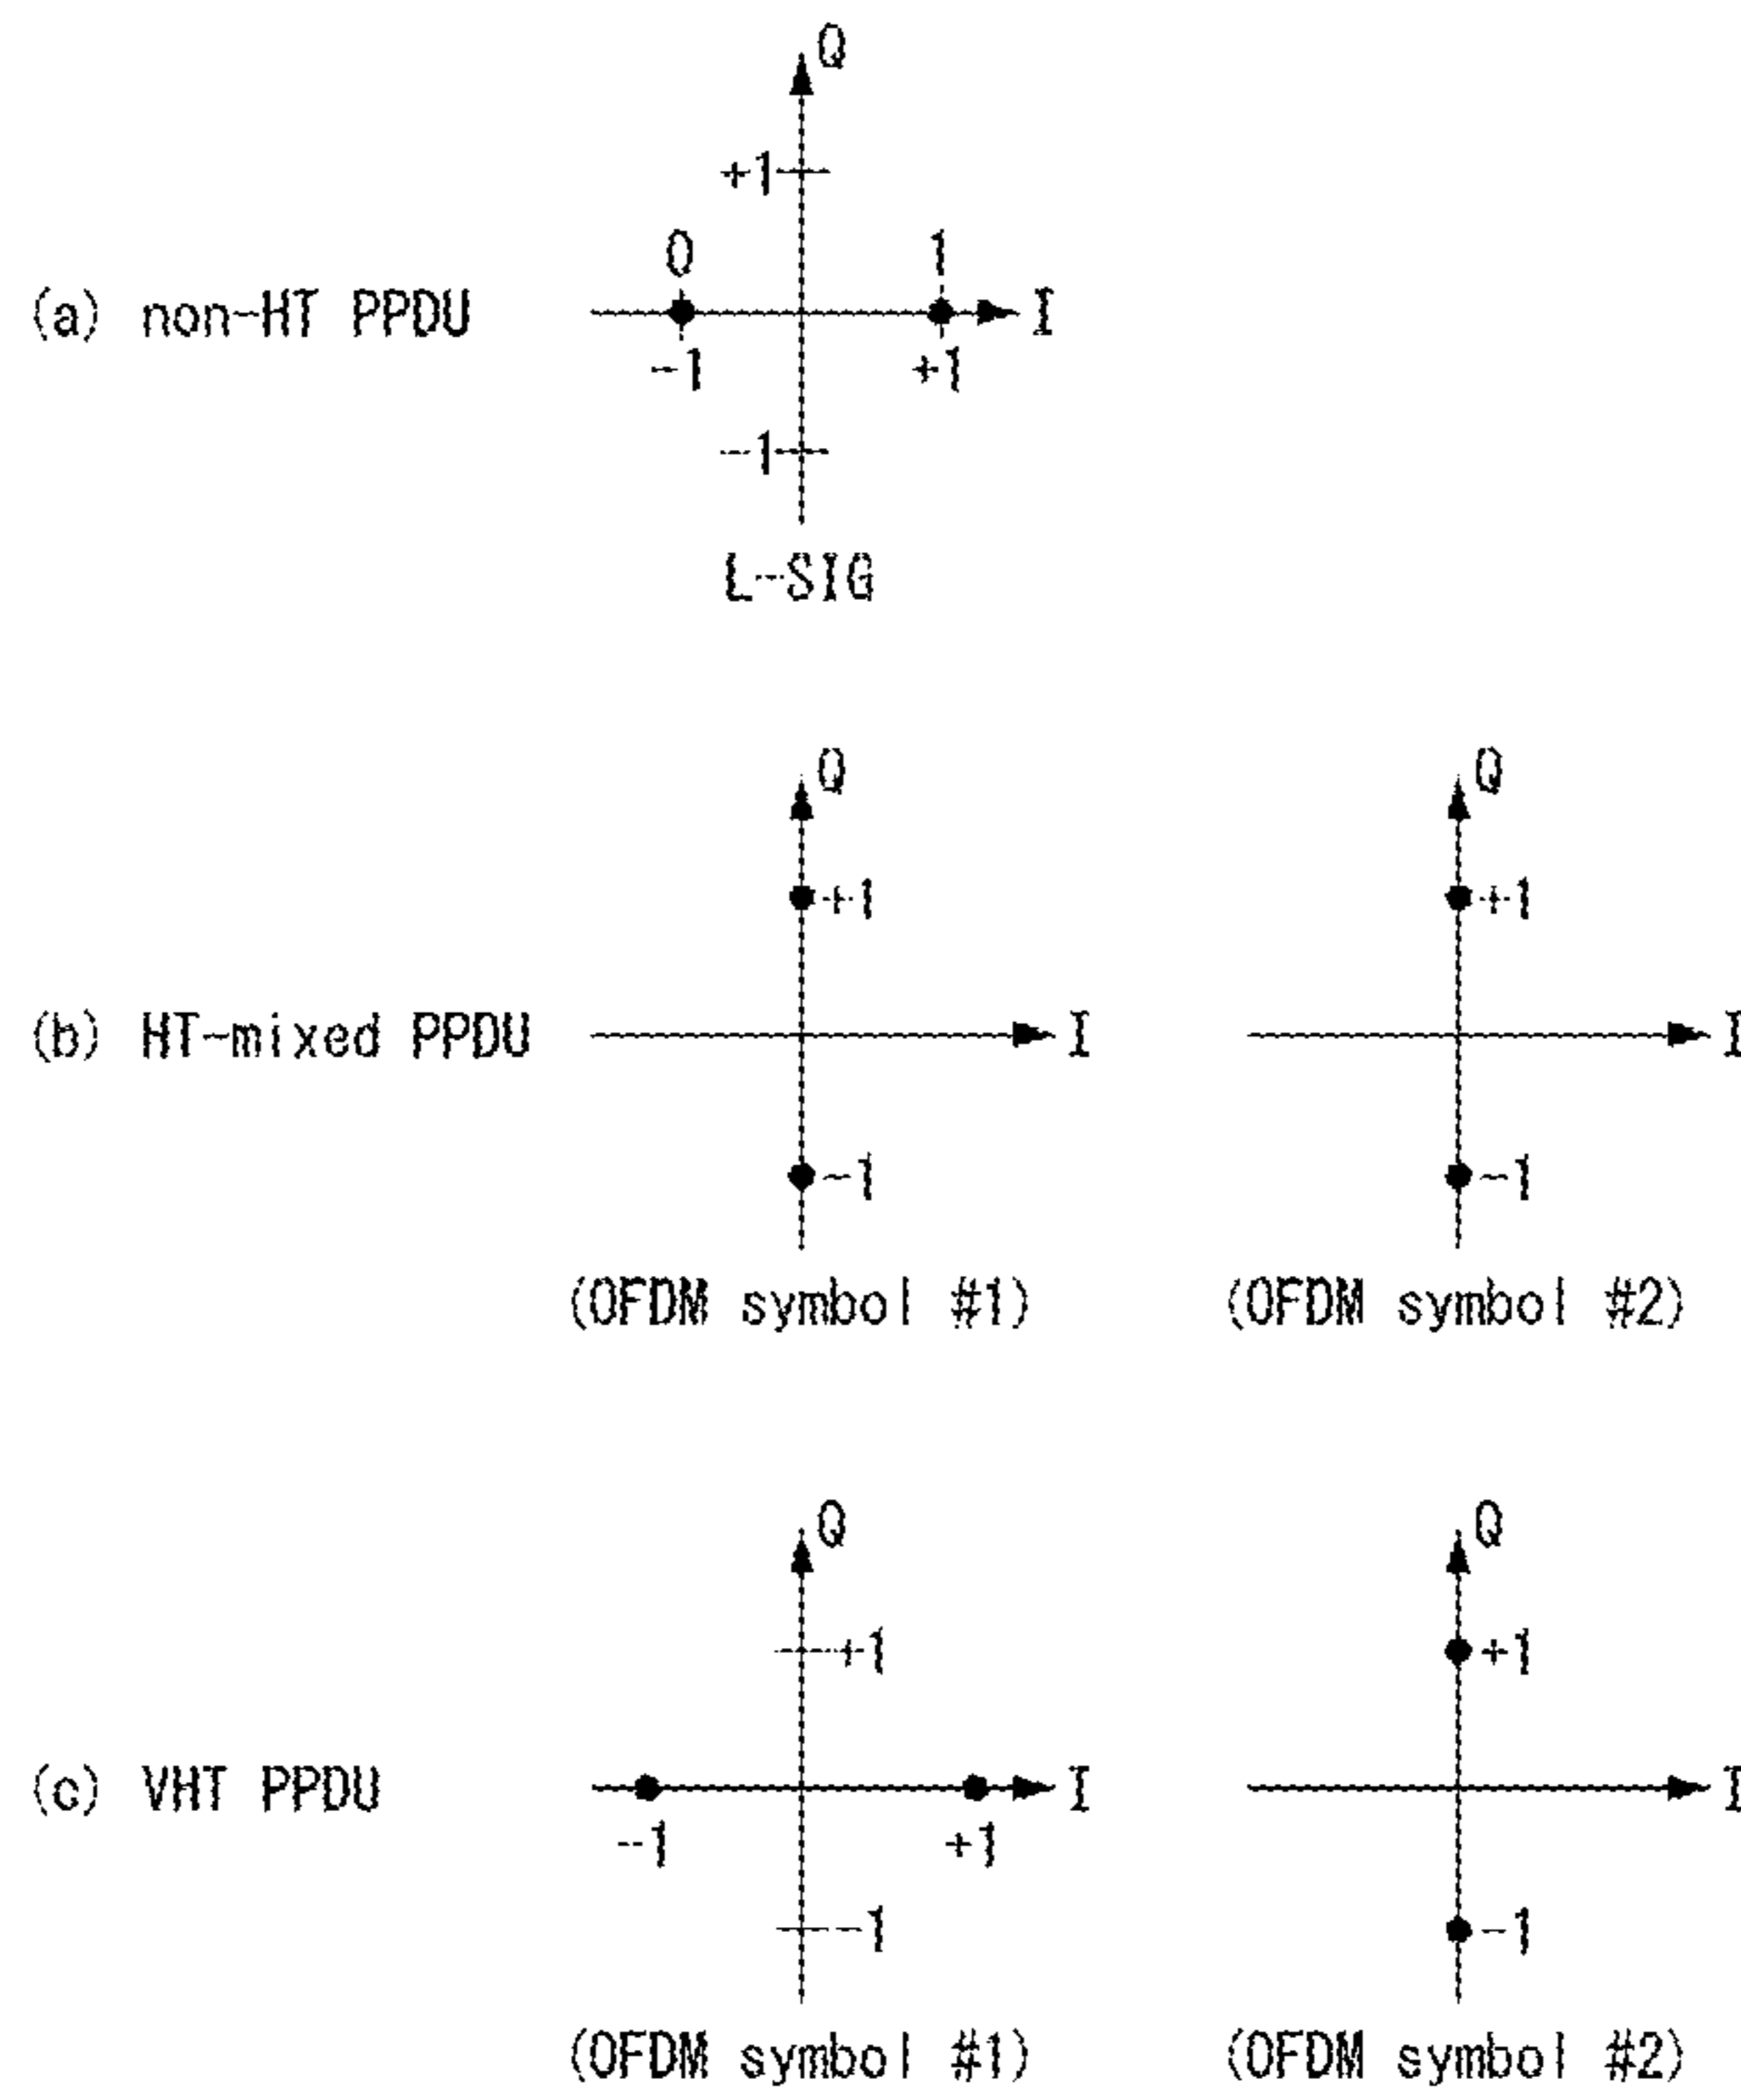 Q
+1
0 1
(a) non-HT PPDU I
-1 +1
-1
L-SIG
Q Q
+1 +1
(b) HT-mixed PPDU I I
-1 -1
(OFDM symbol #1) (OFDM symbol #2)
Q Q
+1 +1
(c) VHT PPDU I I
-1 +1
-1 -1
(OFDM symbol #1) (OFDM symbol #2)